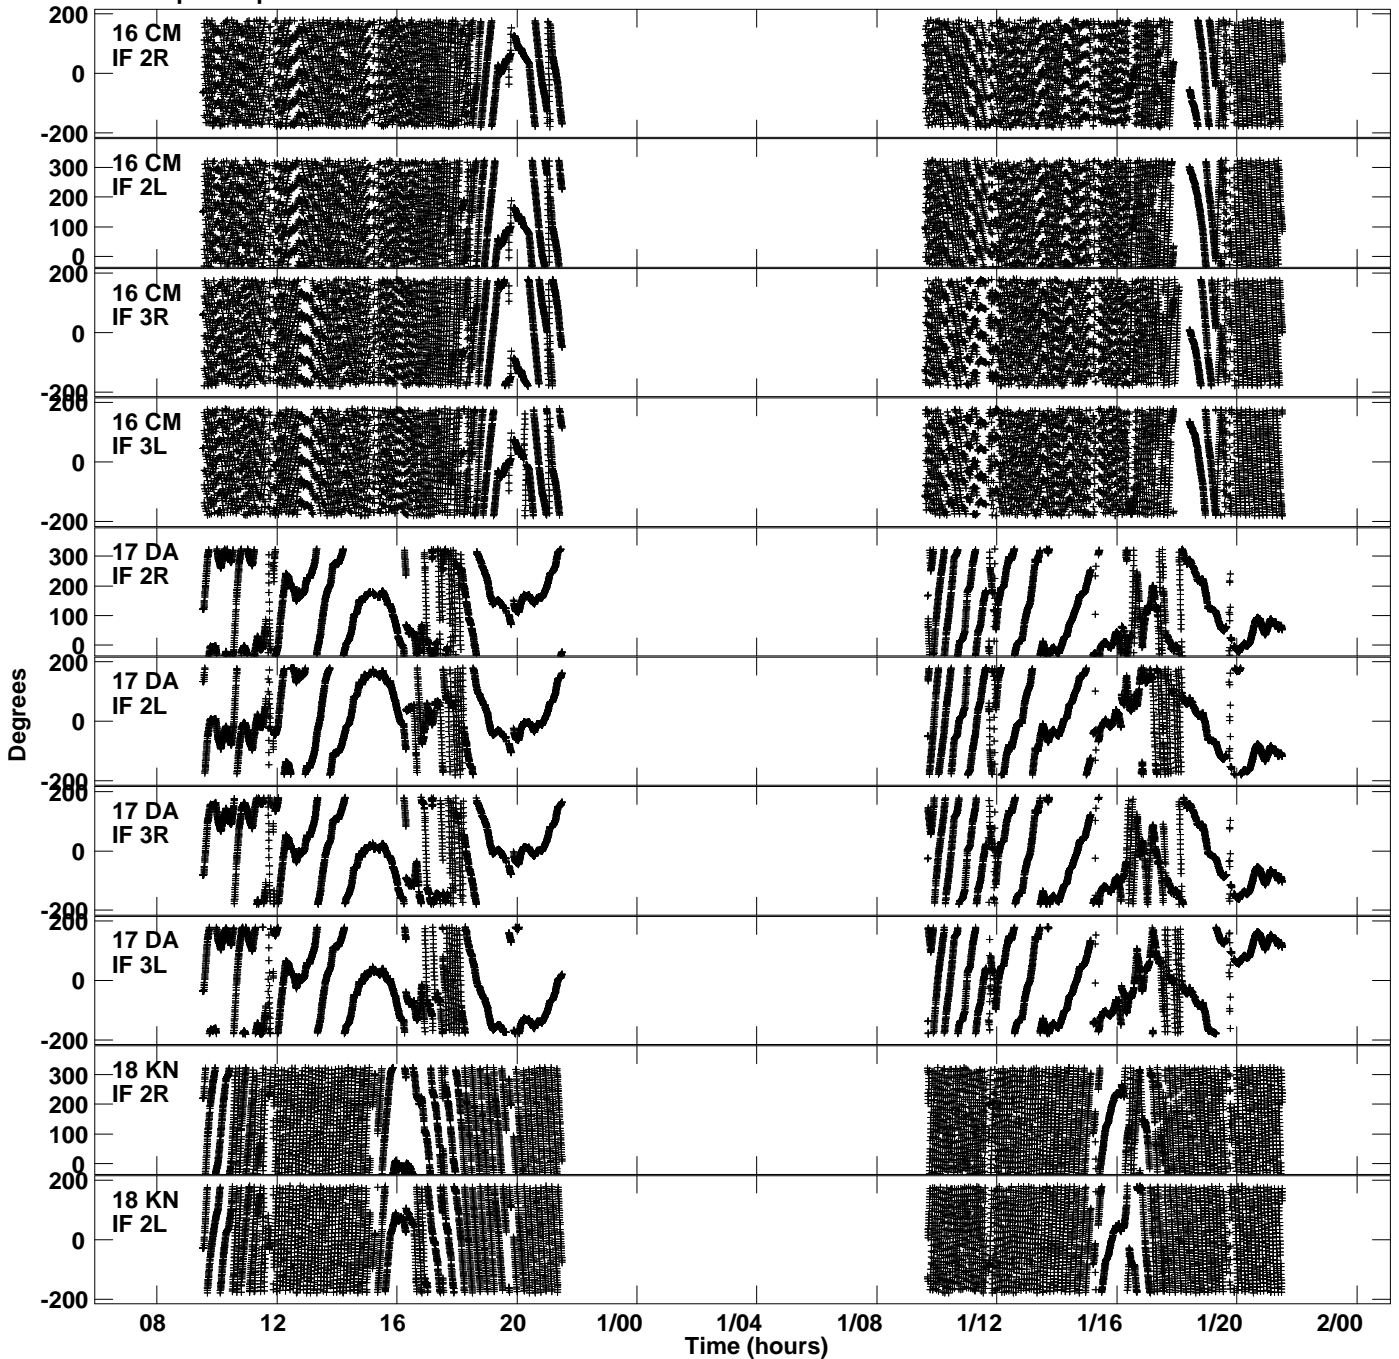 200
0
-200
16 CM
IF 2R
300
200
100
0
16 CM
IF 2L
200
0
-200
16 CM
IF 3R
200
0
-200
16 CM
IF 3L
300
200
100
0
17 DA
IF 2R
200
0
-200
17 DA
IF 2L
200
0
-200
17 DA
IF 3R
200
0
-200
17 DA
IF 3L
300
200
100
0
18 KN
IF 2R
200
0
-200
18 KN
IF 2L
Degrees
08 12 16 20 1/00 1/04 1/08 1/12 1/16 1/20 2/00
Time (hours)